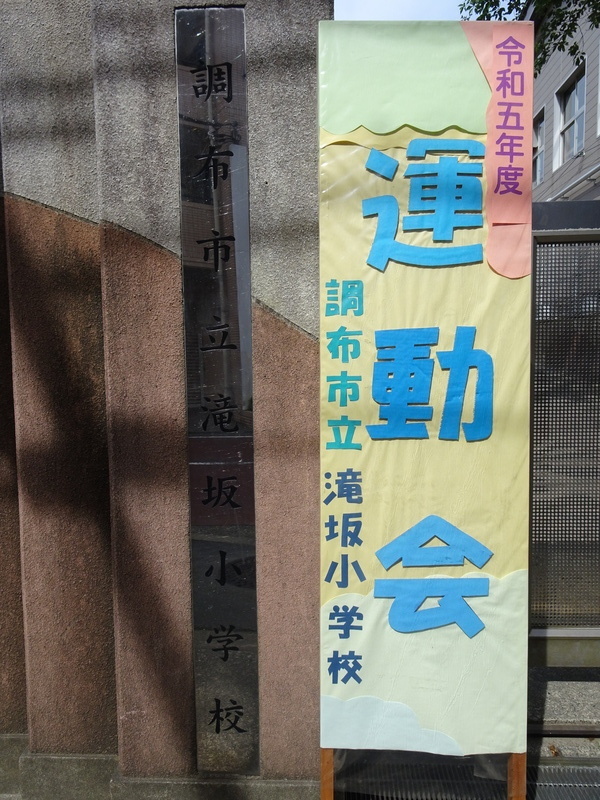 令和五年度
運動会
調布市立滝坂小学校
調布市立滝坂小学校